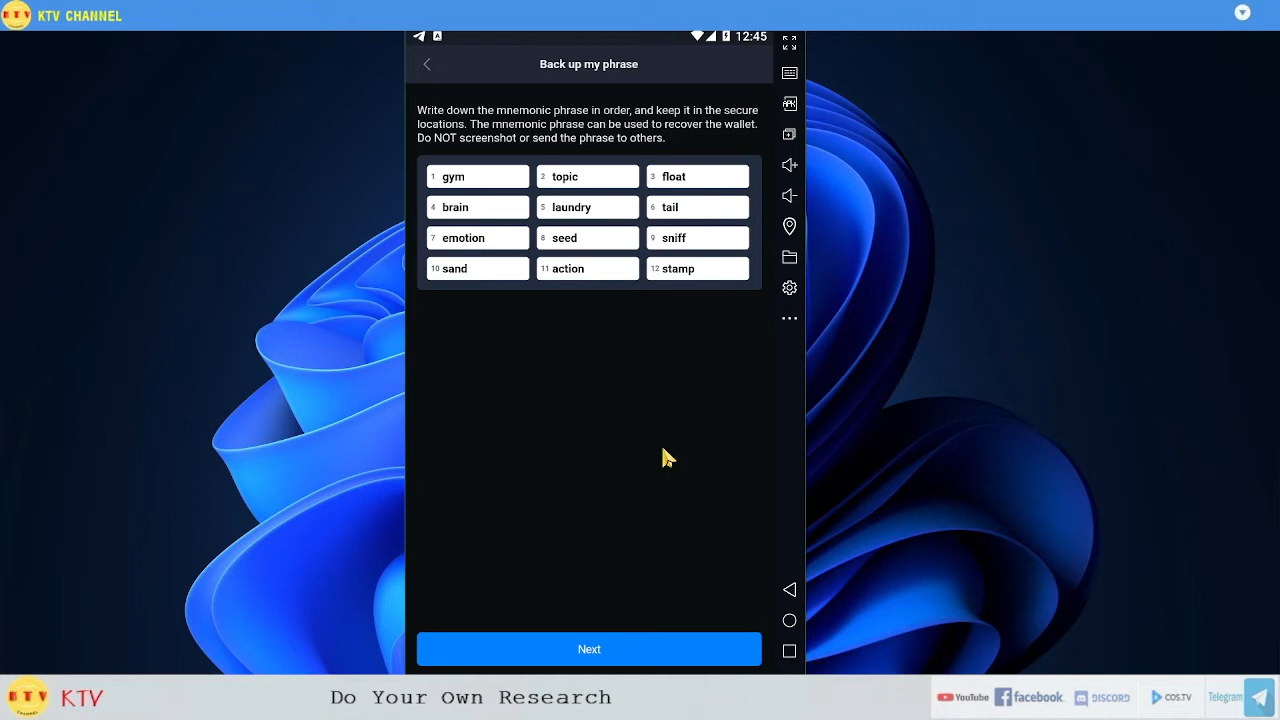 KTV CHANNEL
12:45
Back up my phrase
Write down the mnemonic phrase in order, and keep it in the secure
locations. The mnemonic phrase can be used to recover the wallet.
Do NOT screenshot or send the phrase to others.
1 gym 2 topic 3 float
4 brain 5 laundry 6 tail
7 emotion 8 seed 9 sniff
10 sand 11 action 12 stamp
Next
KTV
CHANNEL
KTV
Do Your Own Research
YouTube facebook. DISCORD COS.TV Telegram